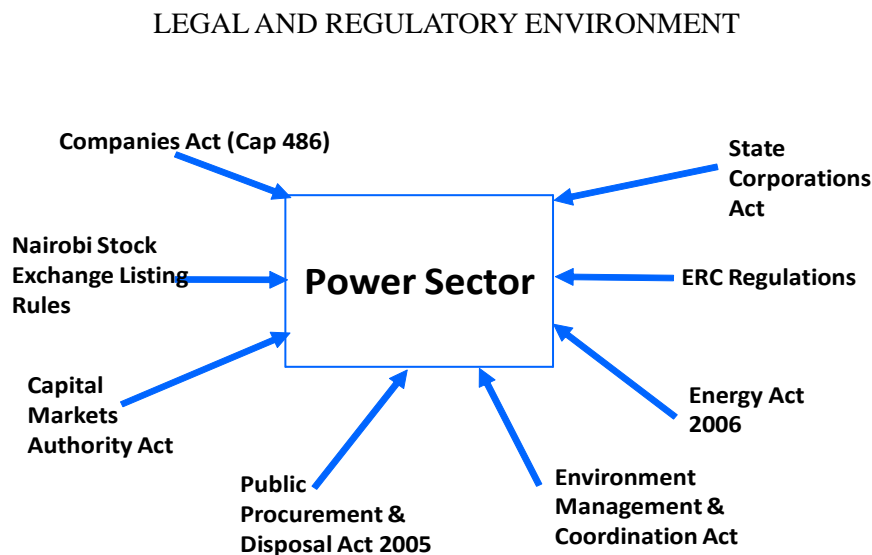 LEGAL AND REGULATORY ENVIRONMENT
Companies Act (Cap 486)
State
Corporations
Act
Nairobi Stock
Exchange Listing
Rules
Power Sector
ERC Regulations
Capital
Markets
Authority Act
Energy Act
2006
Public
Procurement &
Disposal Act 2005
Environment
Management &
Coordination Act